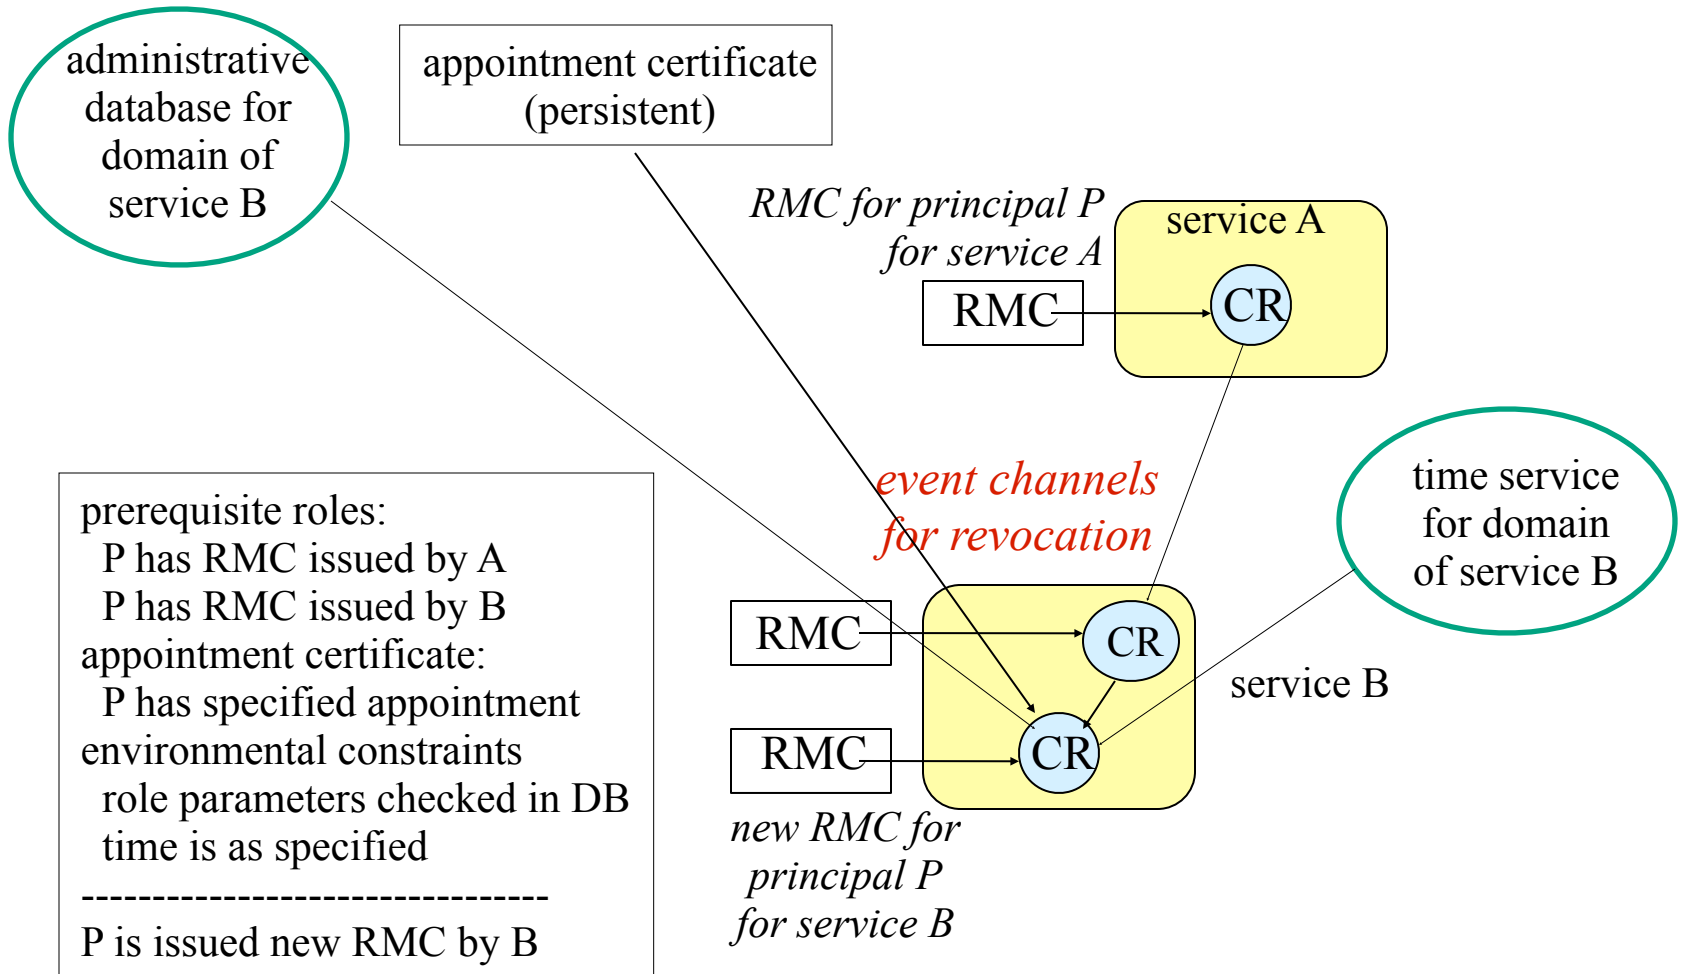 administrative
database for
domain of
service B
appointment certificate
(persistent)
RMC for principal P
for service A
service A
RMC
CR
event channels
for revocation
time service
for domain
of service B
prerequisite roles:
P has RMC issued by A
P has RMC issued by B
appointment certificate:
P has specified appointment
environmental constraints
role parameters checked in DB
time is as specified
---------------------------------
P is issued new RMC by B
RMC
CR
service B
RMC
CR
new RMC for
principal P
for service B